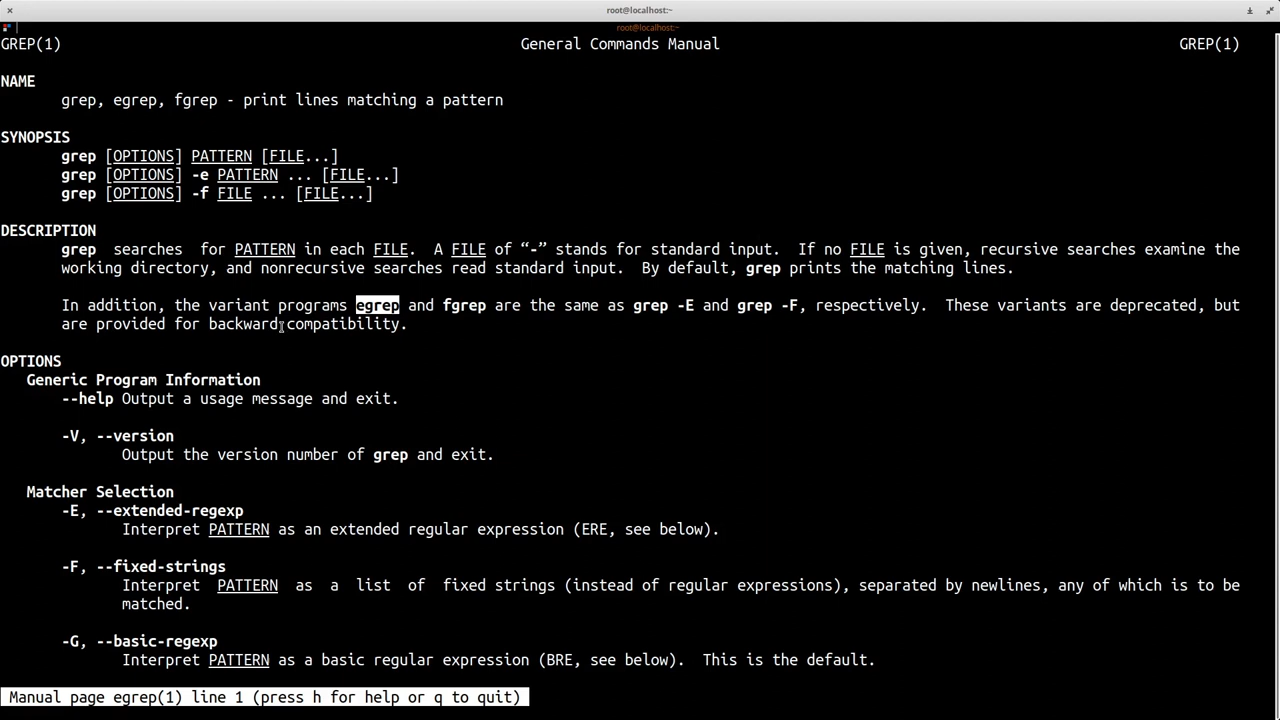 root@localhost:~
root@localhost:~
GREP(1) General Commands Manual GREP(1)
NAME
grep, egrep, fgrep - print lines matching a pattern
SYNOPSIS
grep [OPTIONS] PATTERN [FILE...]
grep [OPTIONS] -e PATTERN ... [FILE...]
grep [OPTIONS] -f FILE ... [FILE...]
DESCRIPTION
grep searches for PATTERN in each FILE. A FILE of “-” stands for standard input. If no FILE is given, recursive searches examine the
working directory, and nonrecursive searches read standard input. By default, grep prints the matching lines.
In addition, the variant programs egrep and fgrep are the same as grep -E and grep -F, respectively. These variants are deprecated, but
are provided for backward compatibility.
OPTIONS
Generic Program Information
--help Output a usage message and exit.
-V, --version
Output the version number of grep and exit.
Matcher Selection
-E, --extended-regexp
Interpret PATTERN as an extended regular expression (ERE, see below).
-F, --fixed-strings
Interpret PATTERN as a list of fixed strings (instead of regular expressions), separated by newlines, any of which is to be
matched.
-G, --basic-regexp
Interpret PATTERN as a basic regular expression (BRE, see below). This is the default.
Manual page egrep(1) line 1 (press h for help or q to quit)